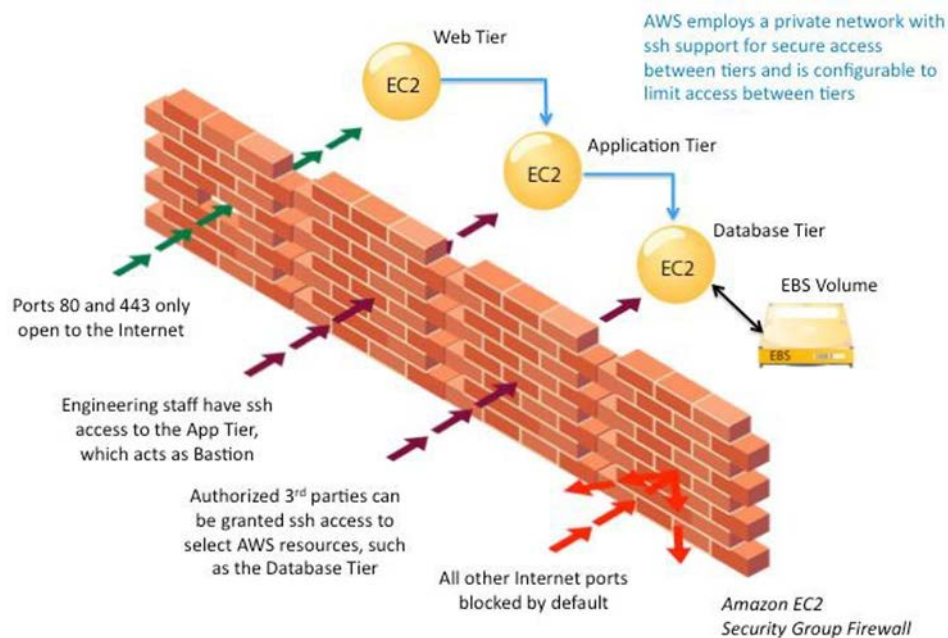 Web Tier
EC2
AWS employs a private network with
ssh support for secure access
between tiers and is configurable to
limit access between tiers
Application Tier
EC2
Database Tier
EC2
EBS Volume
EBS
Ports 80 and 443 only
open to the Internet
Engineering staff have ssh
access to the App Tier,
which acts as Bastion
Authorized 3rd parties can
be granted ssh access to
select AWS resources, such
as the Database Tier
All other Internet ports
blocked by default
Amazon EC2
Security Group Firewall